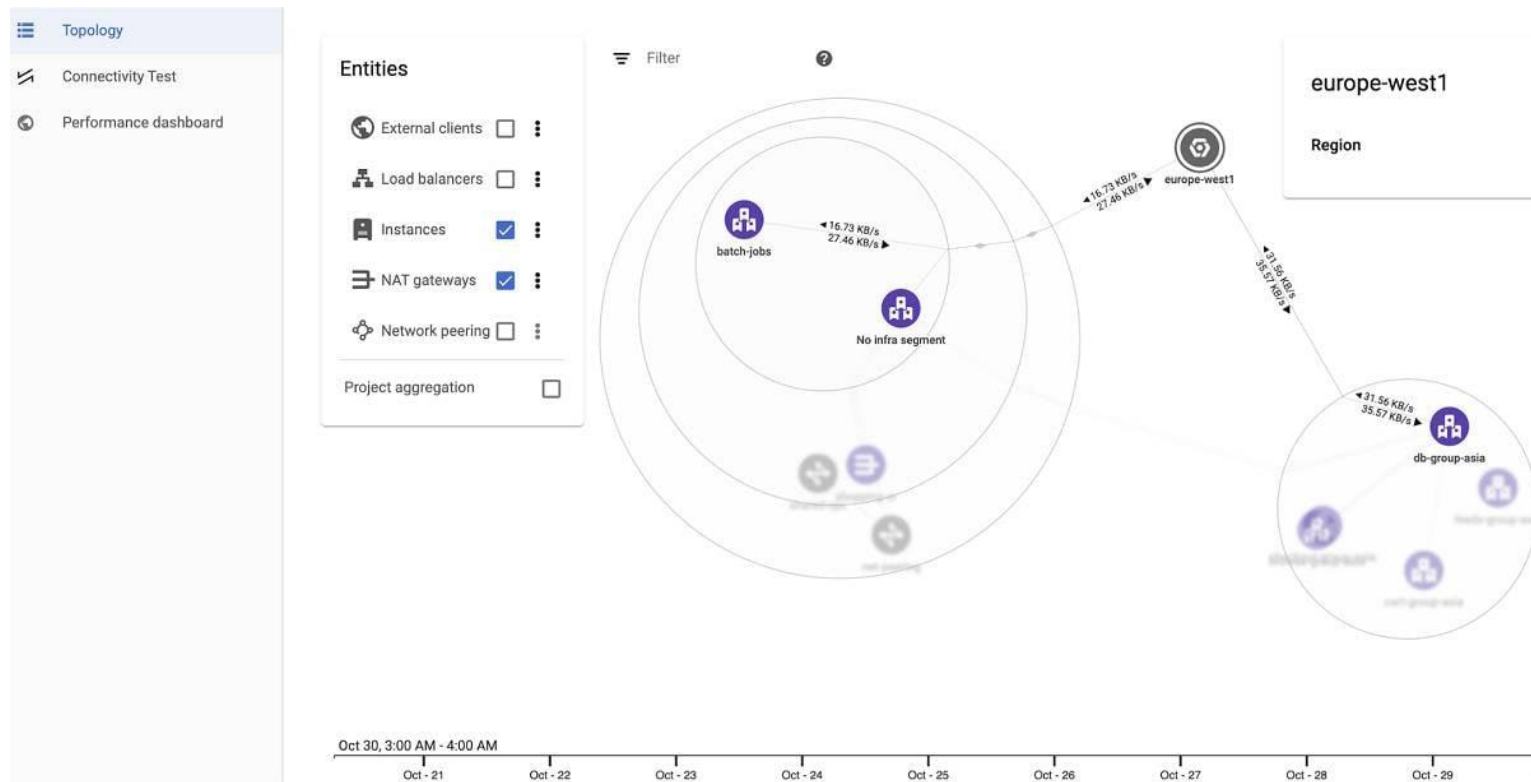 Topology
Connectivity Test
Performance dashboard
Entities
External clients
Load balancers
Instances
NAT gateways
Network peering
Project aggregation
Filter
europe-west1
Region
europe-west1
16.73 KB/s
27.46 KB/s
batch-jobs
16.73 KB/s
27.46 KB/s
No infra segment
31.56 KB/s
35.57 KB/s
31.56 KB/s
35.57 KB/s
db-group-asia
cart-group-asia
Oct 30, 3:00 AM - 4:00 AM
Oct - 21
Oct - 22
Oct - 23
Oct - 24
Oct - 25
Oct - 26
Oct - 27
Oct - 28
Oct - 29